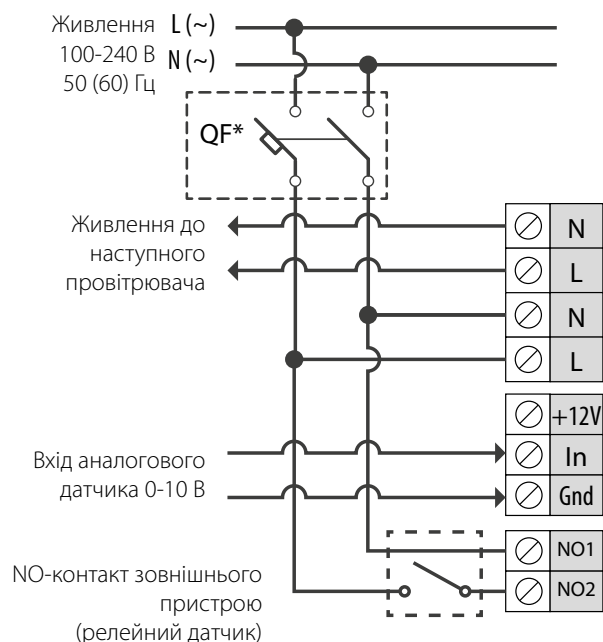 Живлення L (~)
100-240 В N (~)
50 (60) Гц
QF*
Живлення до
наступного
провітрювача
N
L
N
L
+12V
Вхід аналогового
датчика 0-10 В
In
Gnd
NO1
NO2
NO-контакт зовнішнього
пристрою
(релейний датчик)